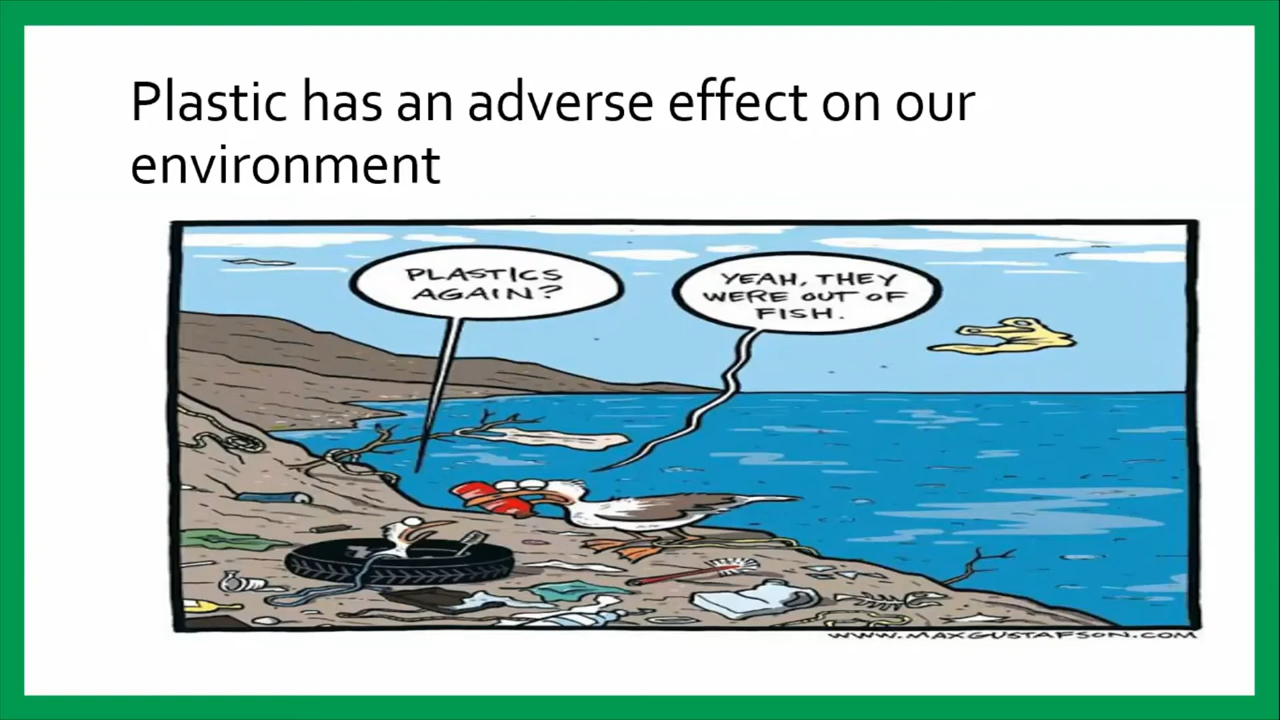 Plastic has an adverse effect on our
environment
PLASTICS
AGAIN?
YEAH, THEY
WERE OUT OF
FISH.
WWW.MAXGUSTAFSON.COM